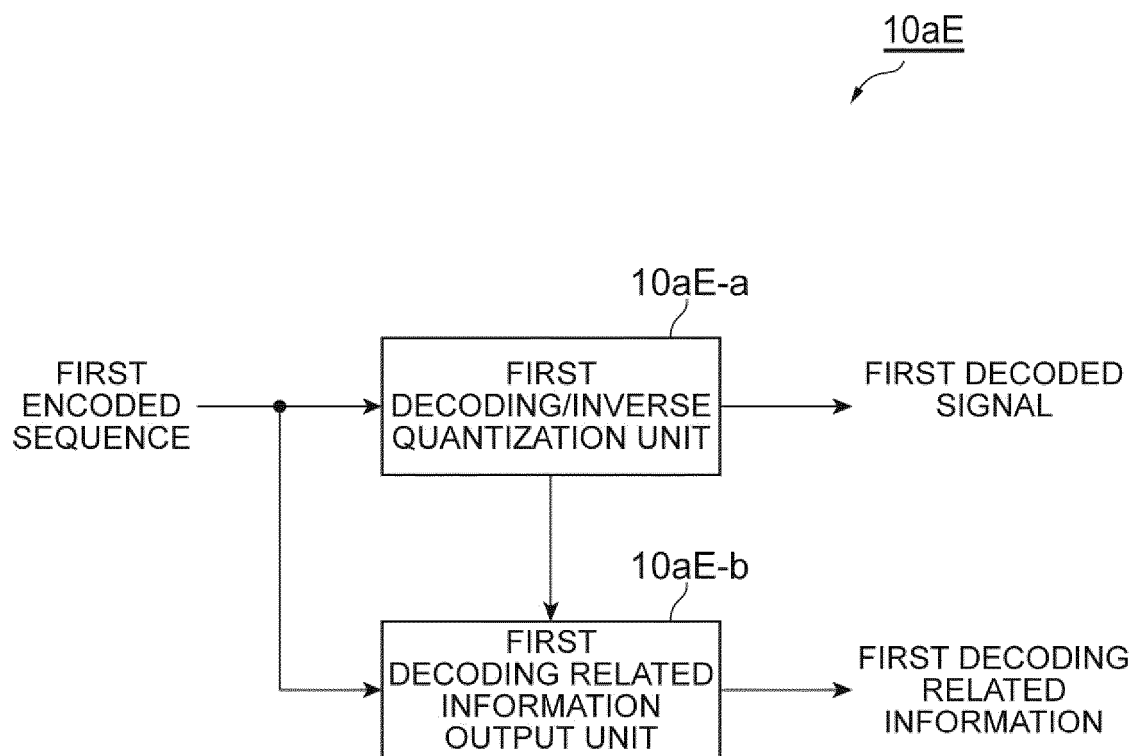 10aE
10aE-a
FIRST
ENCODED
SEQUENCE
FIRST
DECODING/INVERSE
QUANTIZATION UNIT
FIRST DECODED
SIGNAL
10aE-b
FIRST
DECODING RELATED
INFORMATION
OUTPUT UNIT
FIRST DECODING
RELATED
INFORMATION